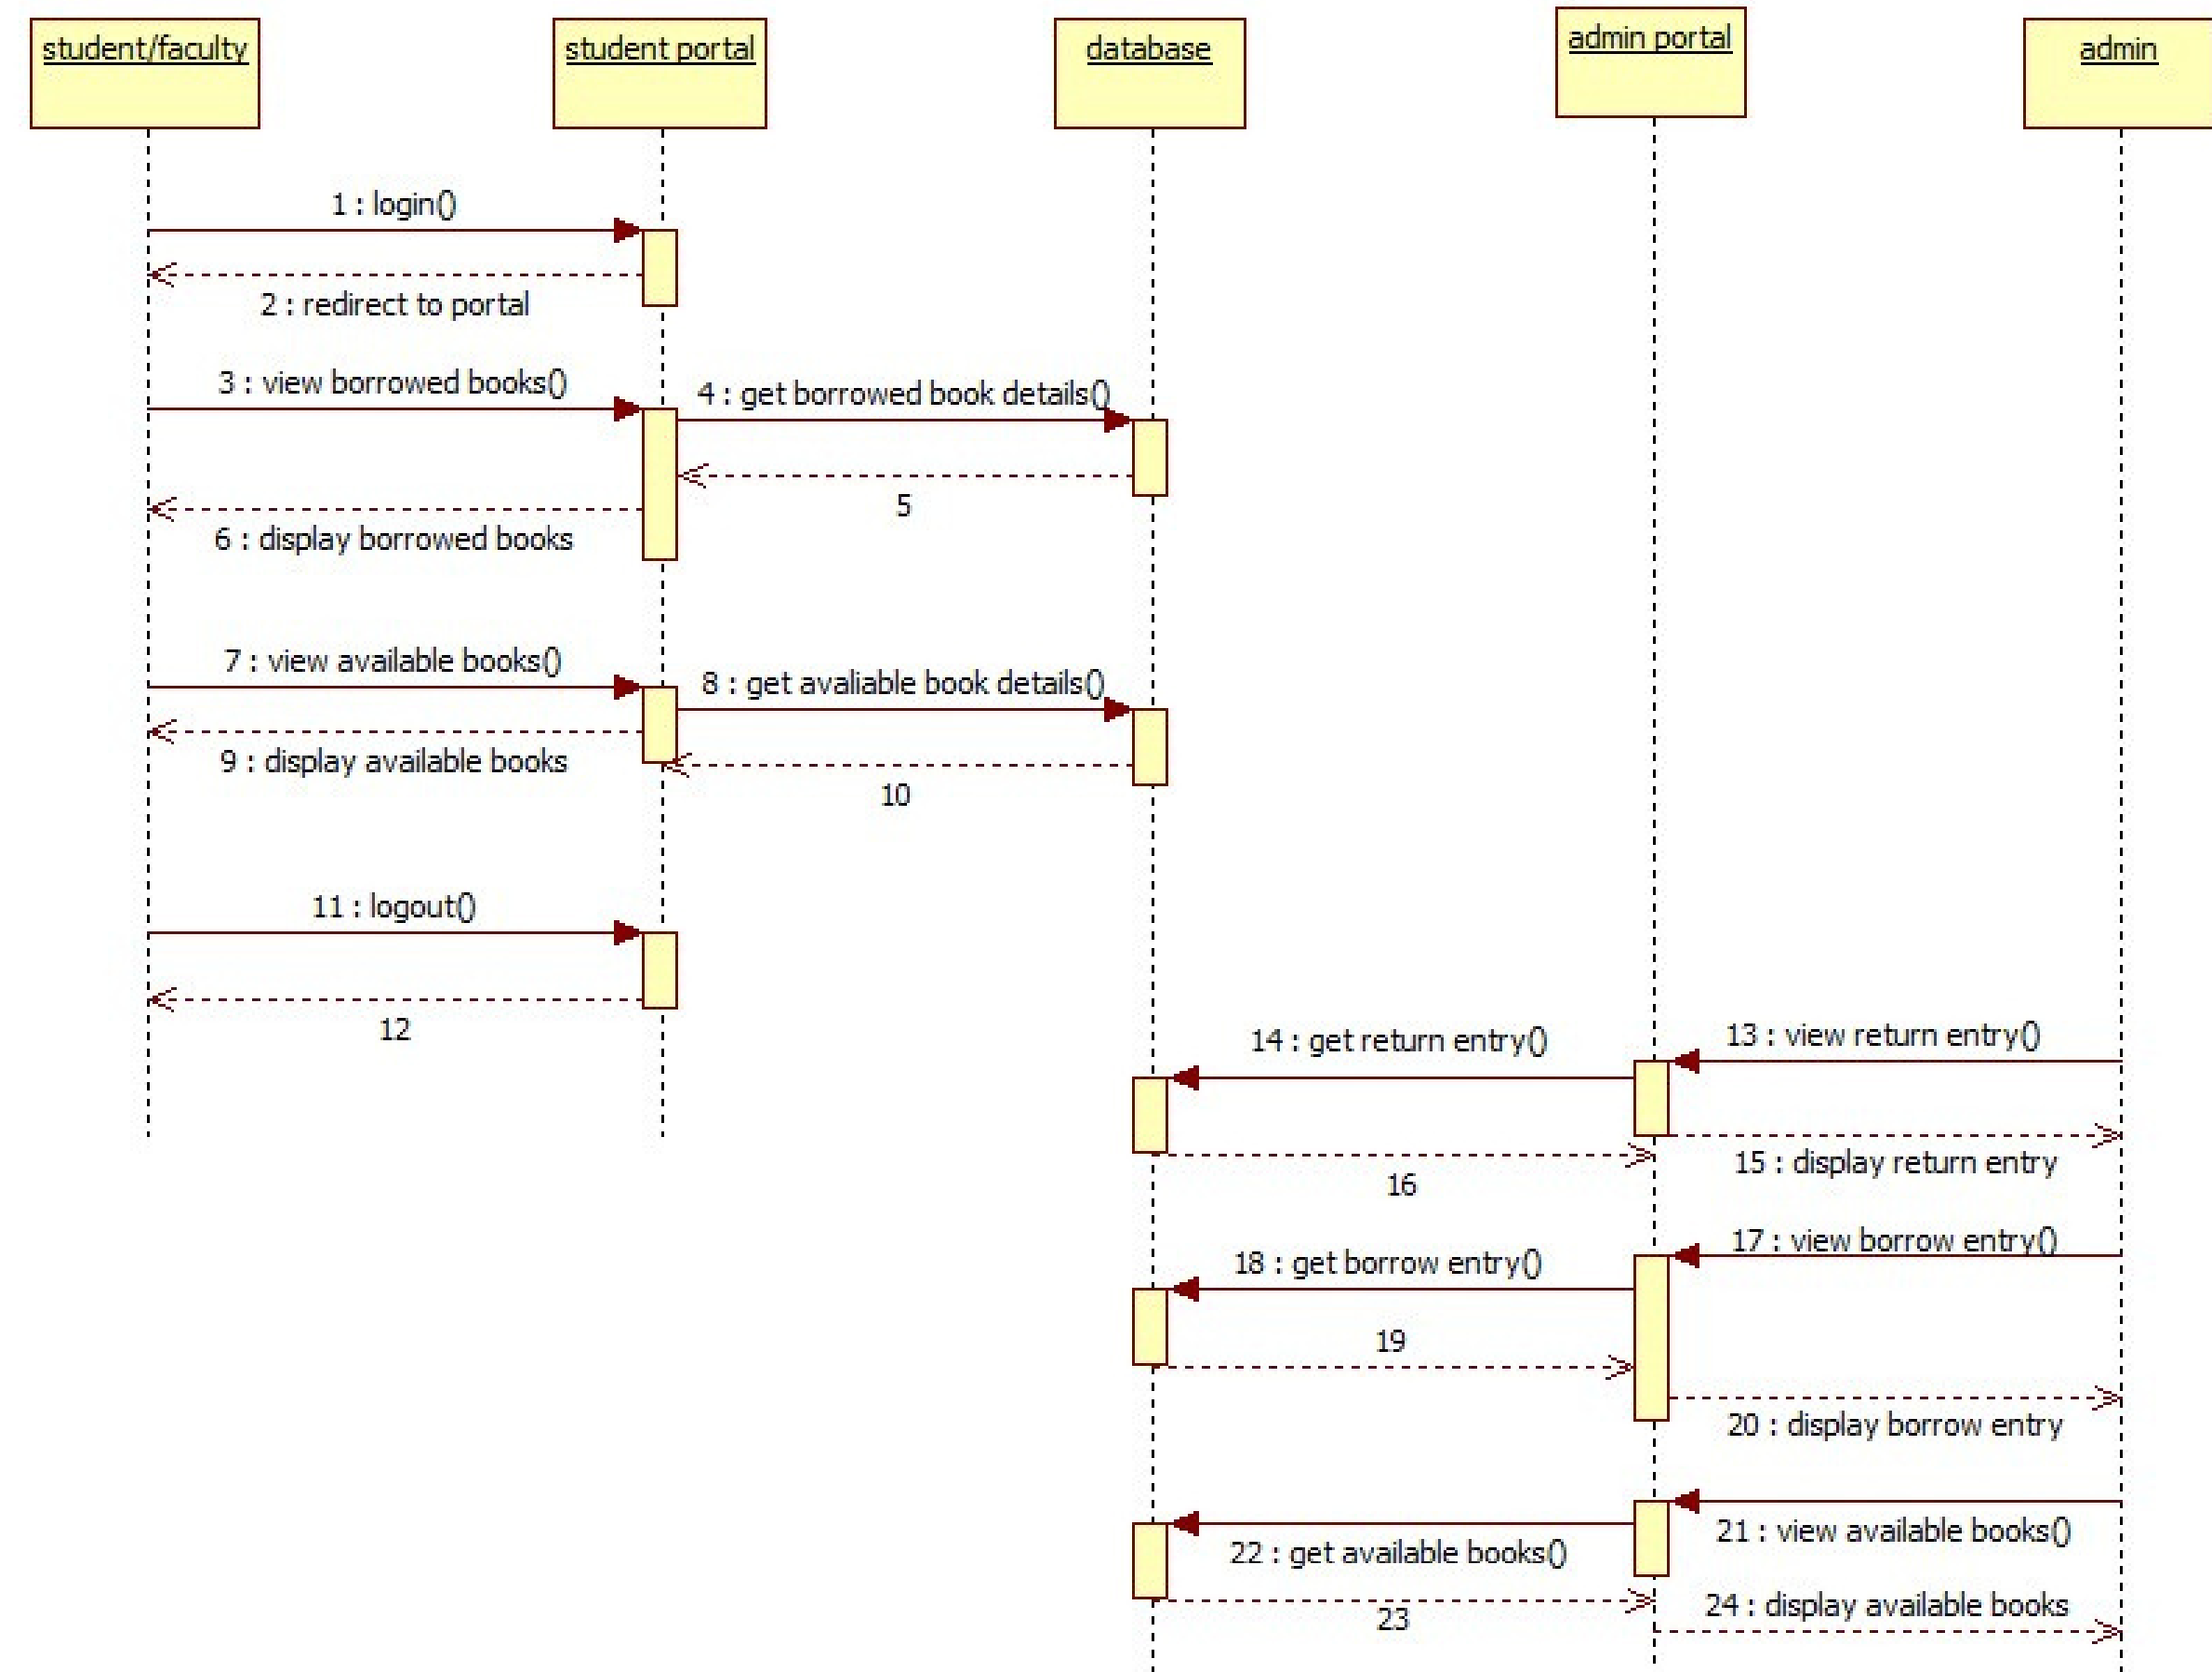 student/faculty
student portal
database
admin portal
admin
1 : login()
2 : redirect to portal
3 : view borrowed books()
4 : get borrowed book details()
5
6 : display borrowed books
7 : view available books()
8 : get avaliable book details()
9 : display available books
10
11 : logout()
12
13 : view return entry()
14 : get return entry()
15 : display return entry
16
17 : view borrow entry()
18 : get borrow entry()
19
20 : display borrow entry
21 : view available books()
22 : get available books()
23
24 : display available books